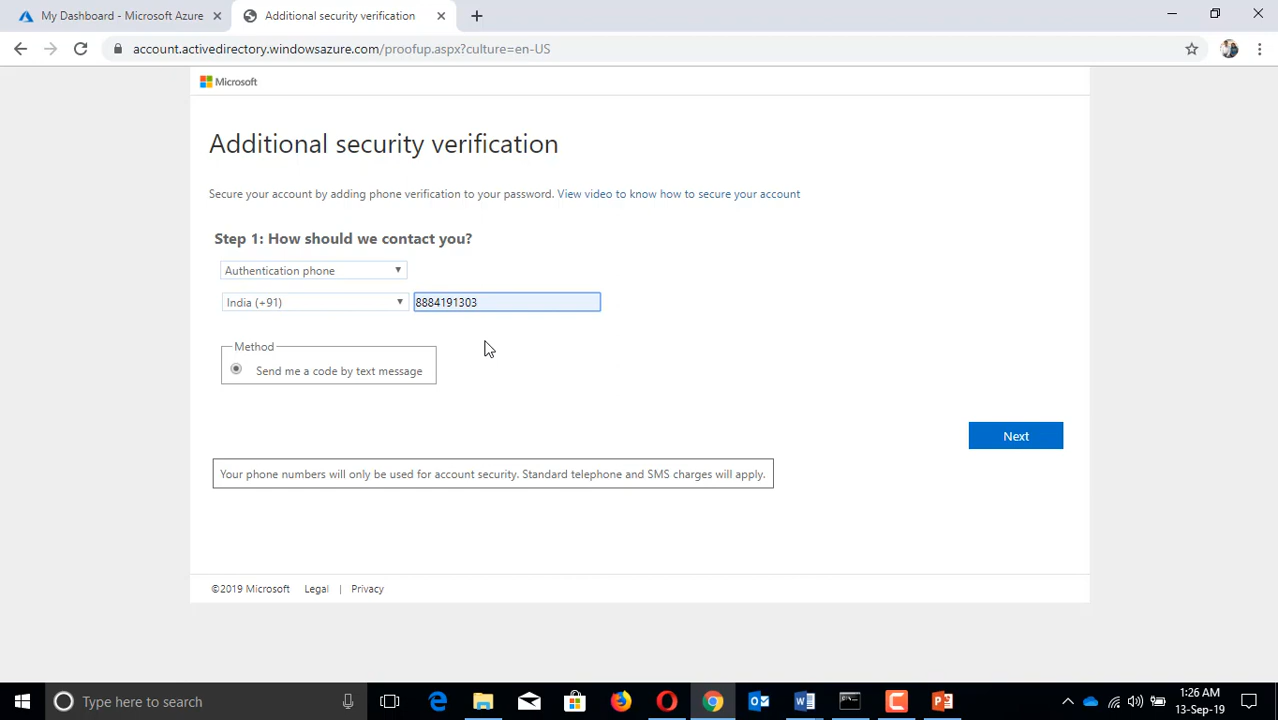 My Dashboard - Microsoft Azure
Additional security verification
account.activedirectory.windowsazure.com/proofup.aspx?culture=en-US
Microsoft
Additional security verification
Secure your account by adding phone verification to your password. View video to know how to secure your account
Step 1: How should we contact you?
Authentication phone
India (+91) 8884191303
Method
Send me a code by text message
Next
Your phone numbers will only be used for account security. Standard telephone and SMS charges will apply.
©2019 Microsoft Legal | Privacy
Type here to search
1:26 AM
13-Sep-19